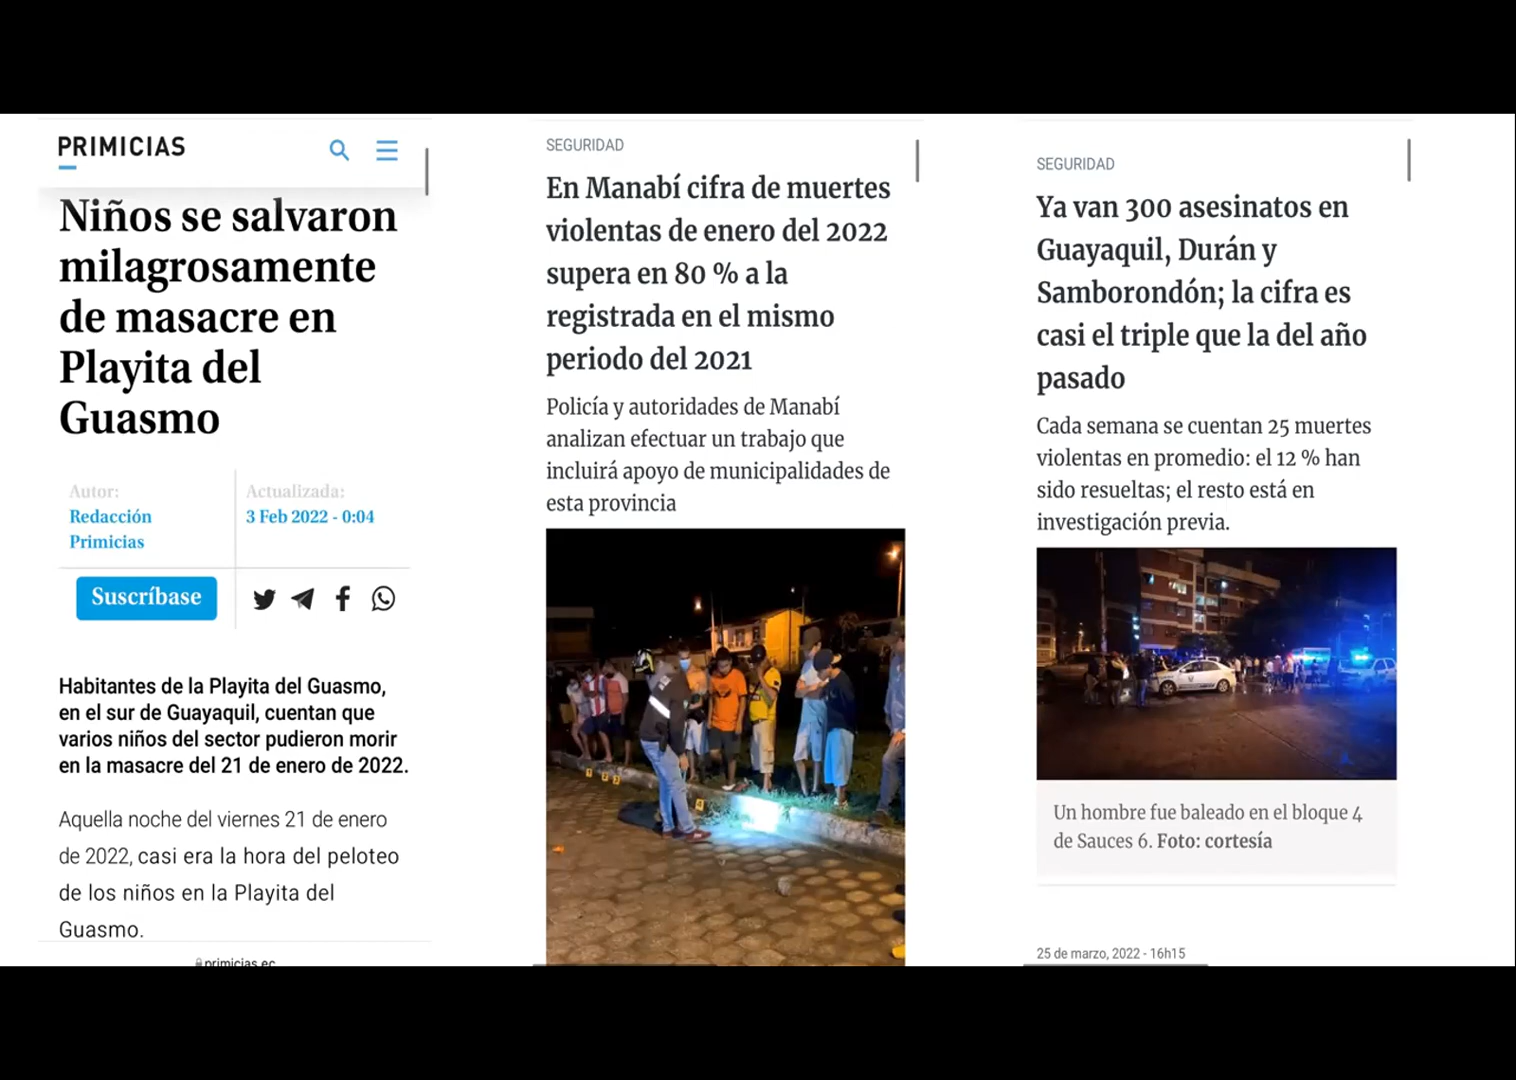 PRIMICIAS
Niños se salvaron
milagrosamente
de masacre en
Playita del
Guasmo
Autor:
Redacción
Primicias
Actualizada:
3 Feb 2022 - 0:04
Suscríbase
Habitantes de la Playita del Guasmo,
en el sur de Guayaquil, cuentan que
varios niños del sector pudieron morir
en la masacre del 21 de enero de 2022.
Aquella noche del viernes 21 de enero
de 2022, casi era la hora del peloteo
de los niños en la Playita del
Guasmo.
primicias.ec
SEGURIDAD
En Manabí cifra de muertes
violentas de enero del 2022
supera en 80 % a la
registrada en el mismo
periodo del 2021
Policía y autoridades de Manabí
analizan efectuar un trabajo que
incluirá apoyo de municipalidades de
esta provincia
SEGURIDAD
Ya van 300 asesinatos en
Guayaquil, Durán y
Samborondón; la cifra es
casi el triple que la del año
pasado
Cada semana se cuentan 25 muertes
violentas en promedio: el 12 % han
sido resueltas; el resto está en
investigación previa.
Un hombre fue baleado en el bloque 4
de Sauces 6. Foto: cortesía
25 de marzo, 2022 - 16h15